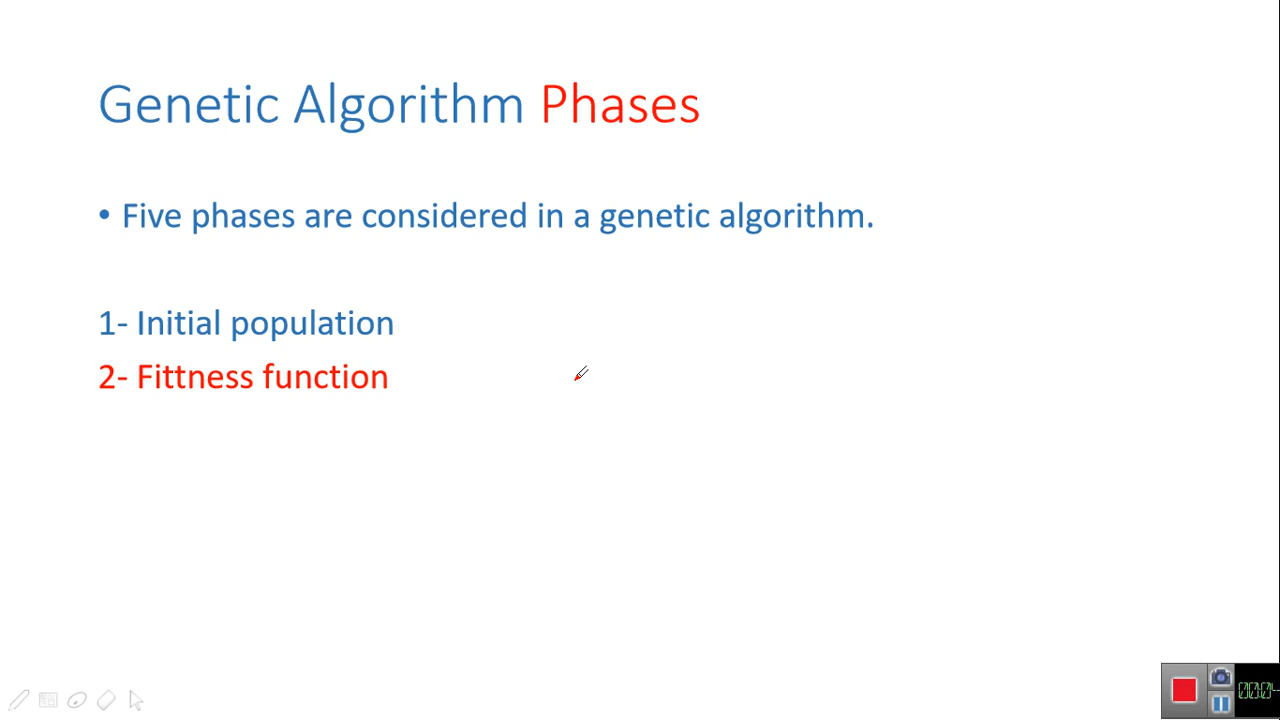 Genetic Algorithm Phases
• Five phases are considered in a genetic algorithm.
1- Initial population
2- Fittness function